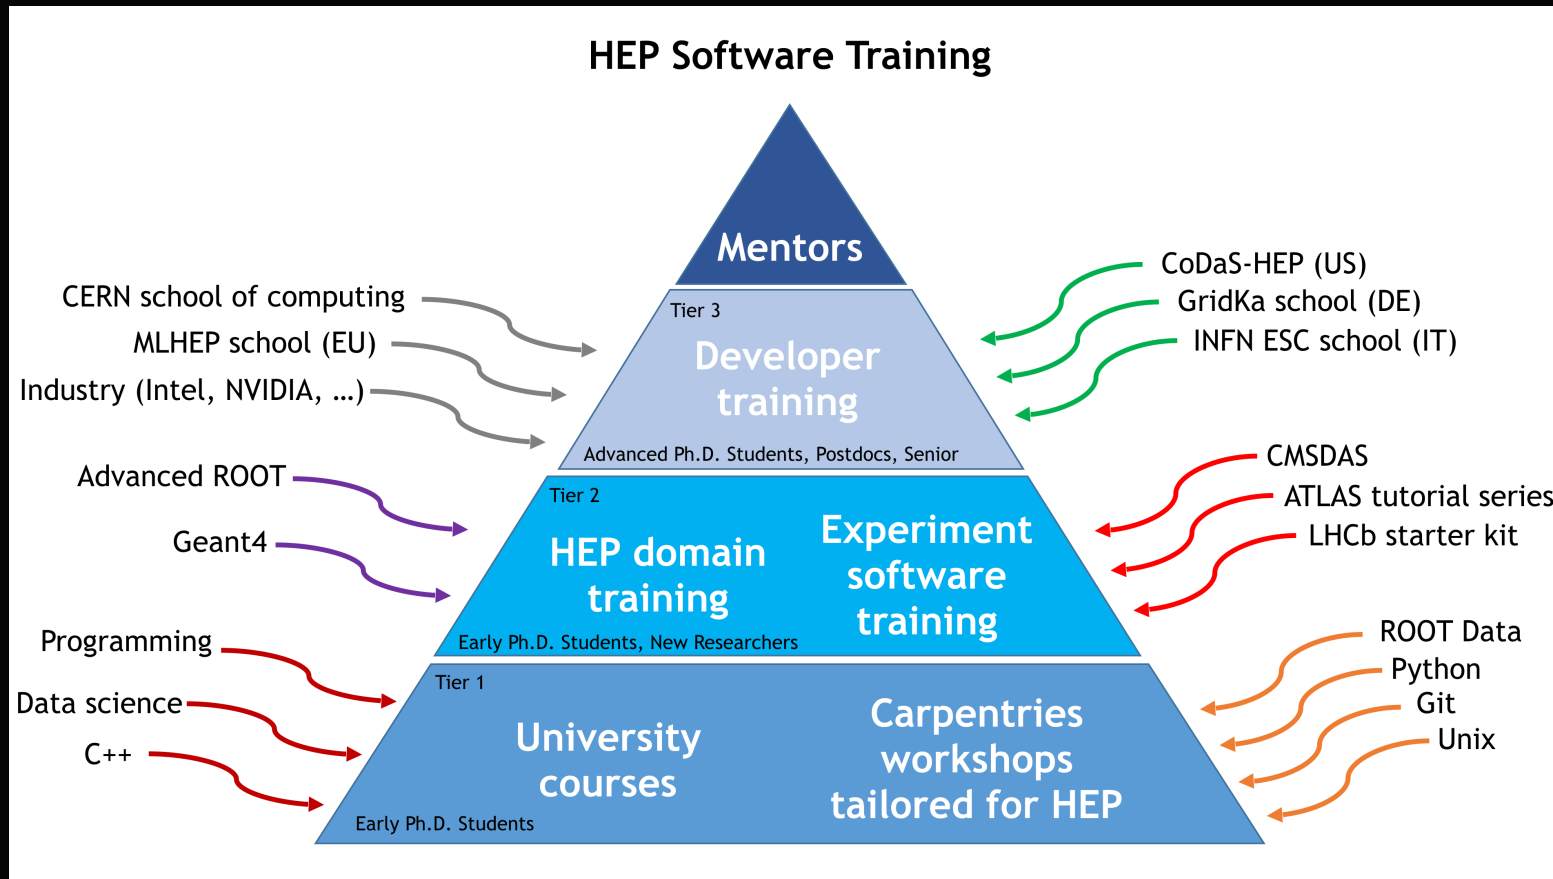 HEP Software Training
Mentors
CERN school of computing
MLHEP school (EU)
Industry (Intel, NVIDIA, ...)
CoDaS-HEP (US)
GridKa school (DE)
INFN ESC school (IT)
Tier 3
Developer
training
Advanced Ph.D. Students, Postdocs, Senior
Advanced ROOT
Geant4
CMSDAS
ATLAS tutorial series
LHCb starter kit
Tier 2
HEP domain
training
Experiment
software
training
Early Ph.D. Students, New Researchers
Programming
Data science
C++
ROOT Data
Python
Git
Unix
Tier 1
University
courses
Carpentries
workshops
tailored for HEP
Early Ph.D. Students